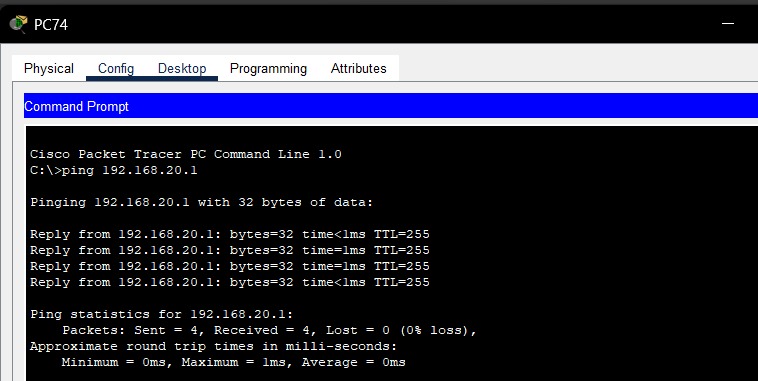 PC74
Physical Config Desktop Programming Attributes
Command Prompt
Cisco Packet Tracer PC Command Line 1.0
C:\>ping 192.168.20.1
Pinging 192.168.20.1 with 32 bytes of data:
Reply from 192.168.20.1: bytes=32 time<1ms TTL=255
Reply from 192.168.20.1: bytes=32 time=1ms TTL=255
Reply from 192.168.20.1: bytes=32 time=1ms TTL=255
Reply from 192.168.20.1: bytes=32 time<1ms TTL=255
Ping statistics for 192.168.20.1:
Packets: Sent = 4, Received = 4, Lost = 0 (0% loss),
Approximate round trip times in milli-seconds:
Minimum = 0ms, Maximum = 1ms, Average = 0ms